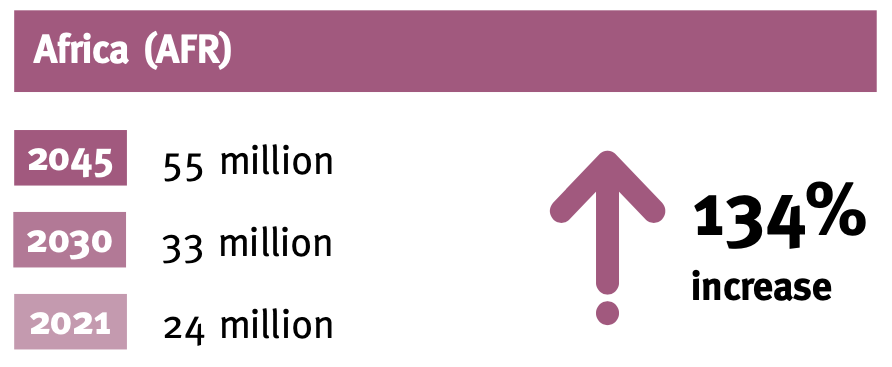 Africa (AFR)
2045 55 million
2030 33 million
2021 24 million
134%
increase